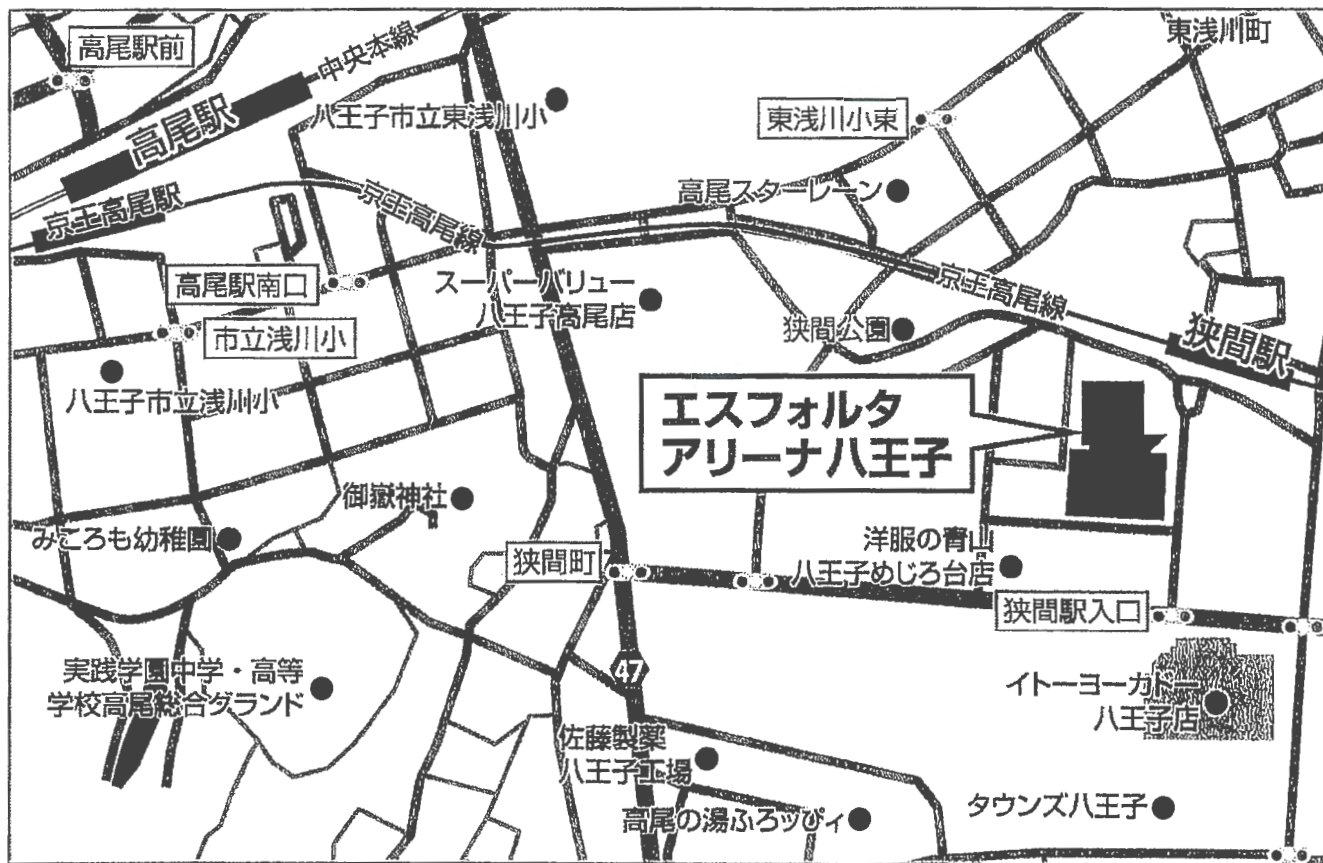 高尾駅前
中央本線
東浅川町
高尾駅
八王子市立東浅川小
東浅川小東
京王高尾駅
京王高尾線
高尾スターレーン
高尾駅南口
スーパーバリュー
八王子高尾店
京王高尾線
市立浅川小
狭間公園
狭間駅
八王子市立浅川小
エスフォルタ
アリーナ八王子
御嶽神社
みころも幼稚園
狭間町
洋服の青山
八王子めじろ台店
狭間駅入口
実践学園中学・高等
学校高尾総合グランド
47
イトーヨーカドー
八王子店
佐藤製薬
八王子工場
高尾の湯ふろッぴィ
タウンズ八王子